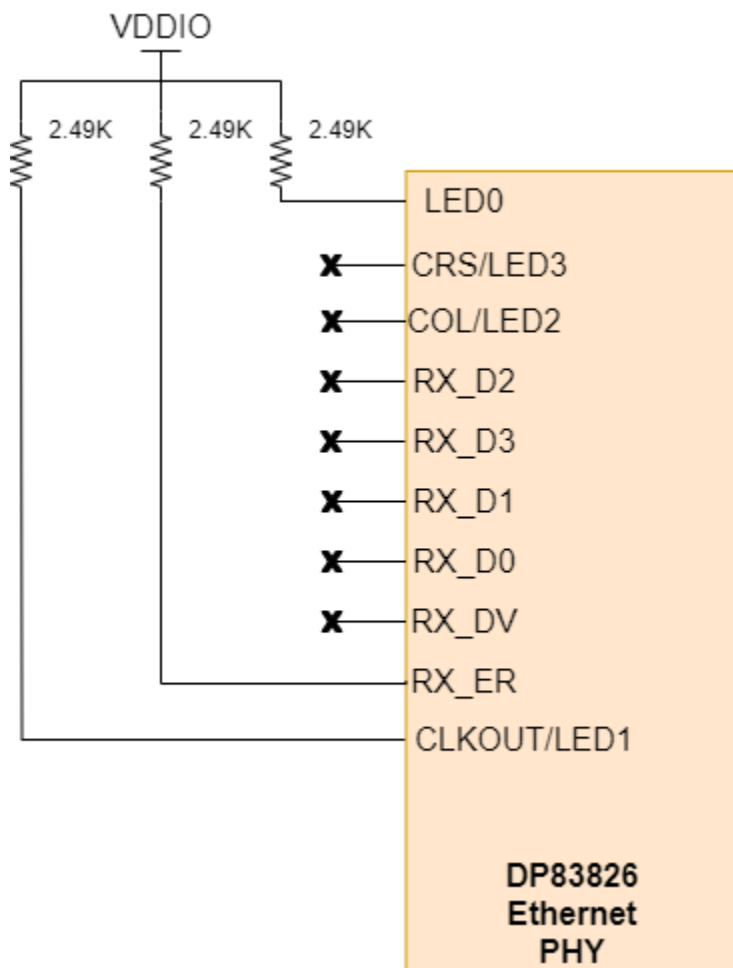 VDDIO
2.49K 2.49K 2.49K
LED0
CRS/LED3
COL/LED2
RX_D2
RX_D3
RX_D1
RX_D0
RX_DV
RX_ER
CLKOUT/LED1
DP83826
Ethernet
PHY